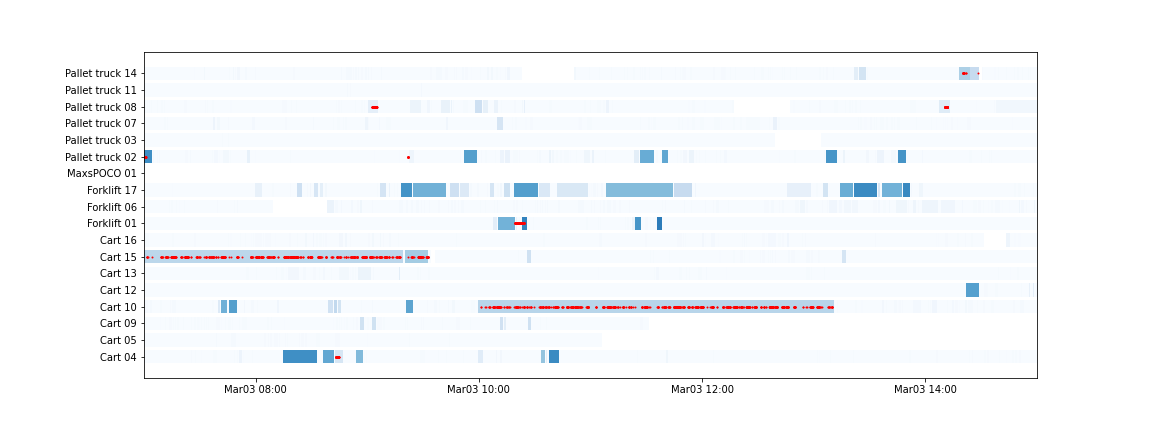 Pallet truck 14
Pallet truck 11
Pallet truck 08
Pallet truck 07
Pallet truck 03
Pallet truck 02
MaxsPOCO 01
Forklift 17
Forklift 06
Forklift 01
Cart 16
Cart 15
Cart 13
Cart 12
Cart 10
Cart 09
Cart 05
Cart 04
Mar03 08:00 Mar03 10:00 Mar03 12:00 Mar03 14:00